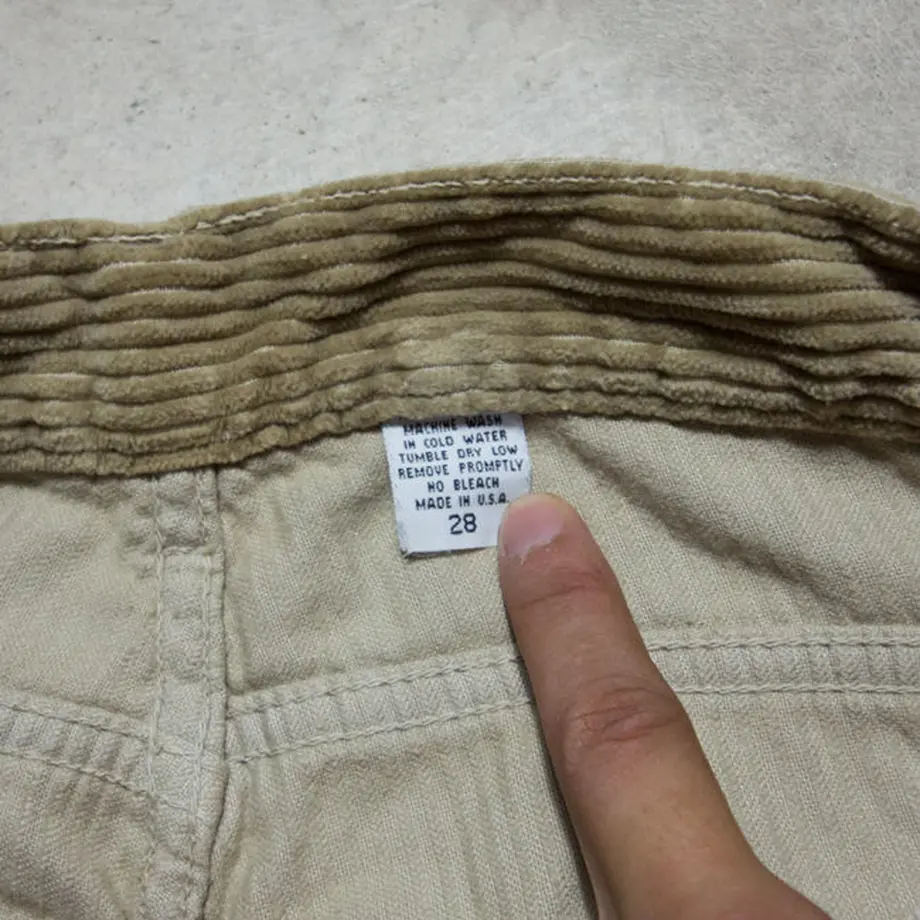 MACHINE WASH
IN COLD WATER
TUMBLE DRY LOW
REMOVE PROMPTLY
NO BLEACH
MADE IN U.S.A.
28